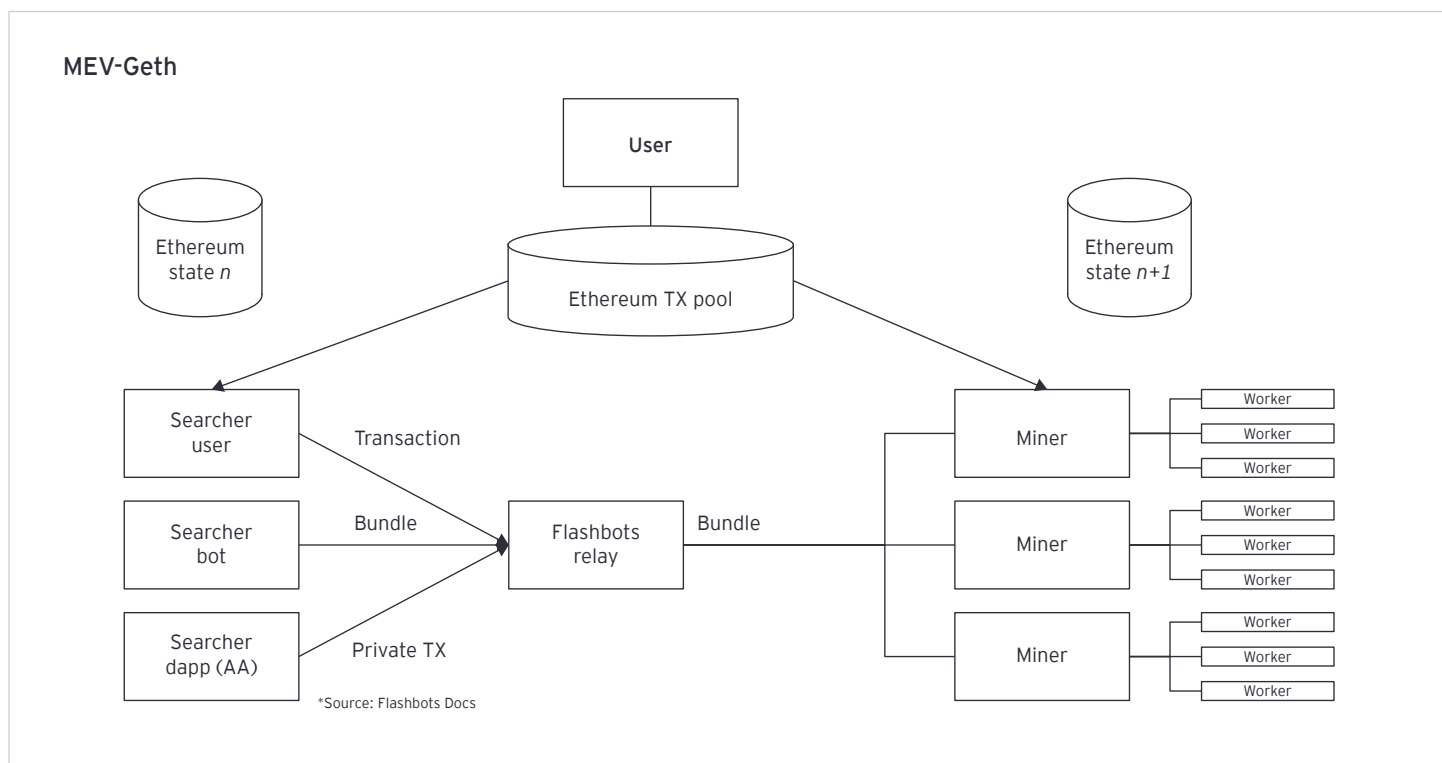 MEV-Geth
User
Ethereum
state n
Ethereum TX pool
Ethereum
state n+1
Searcher
user
Transaction
Searcher
bot
Bundle
Searcher
dapp (AA)
Private TX
*Source: Flashbots Docs
Flashbots
relay
Bundle
Miner
Worker
Worker
Worker
Miner
Worker
Worker
Worker
Miner
Worker
Worker
Worker